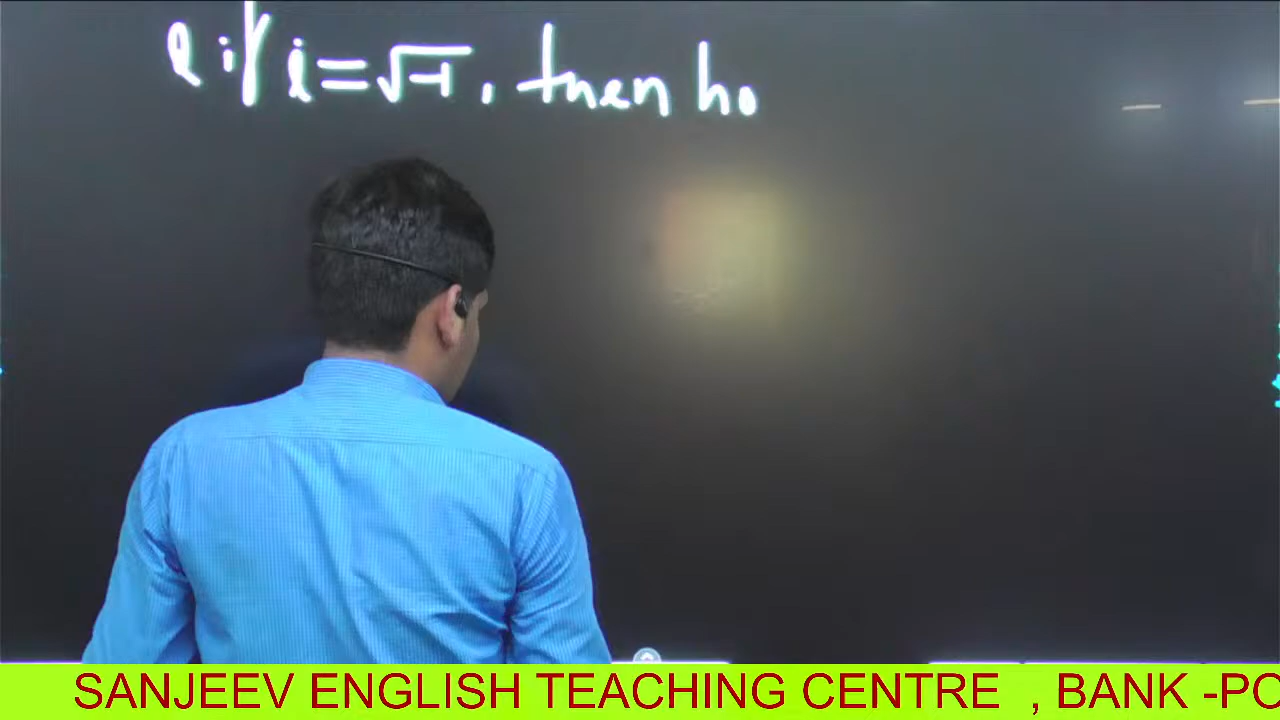 Q if i = √-1, then ho
SANJEEV ENGLISH TEACHING CENTRE , BANK -PO